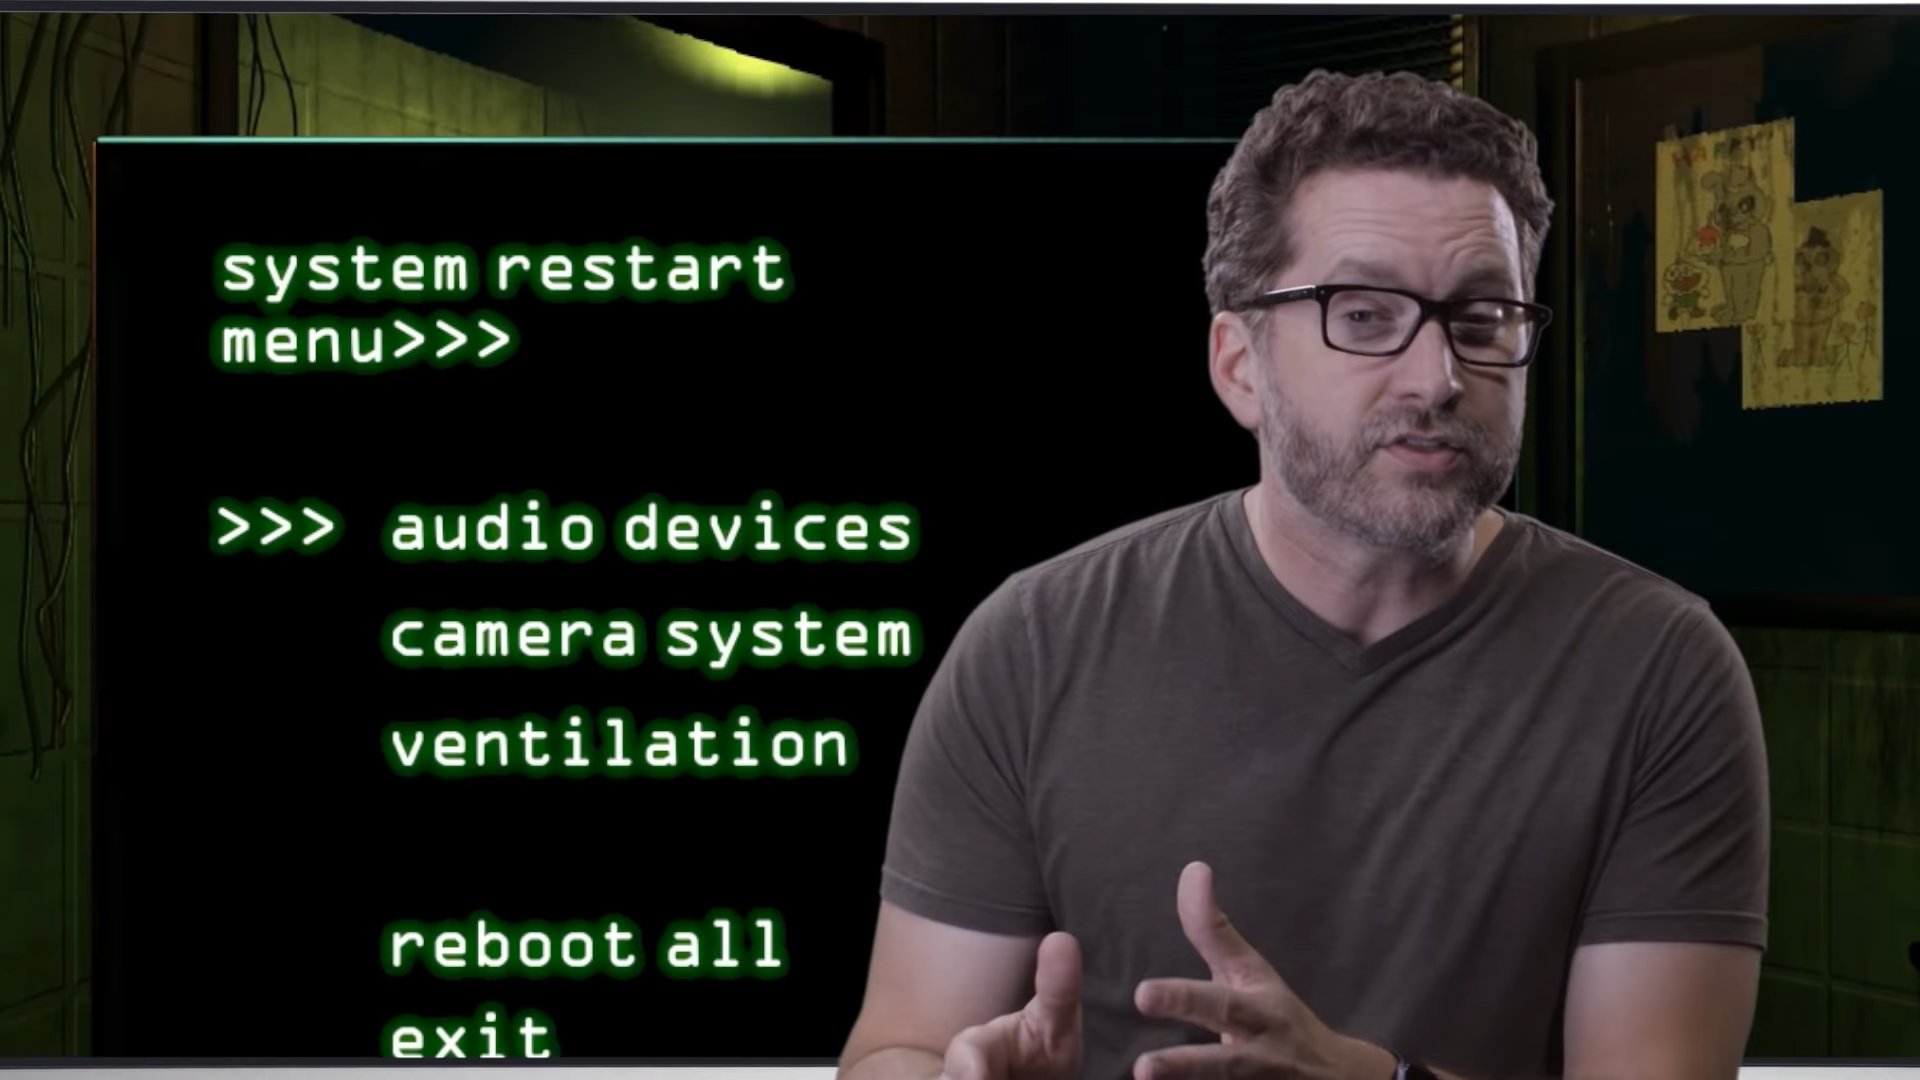 system restart
menu>>>
>>> audio devices
camera system
ventilation
reboot all
exit